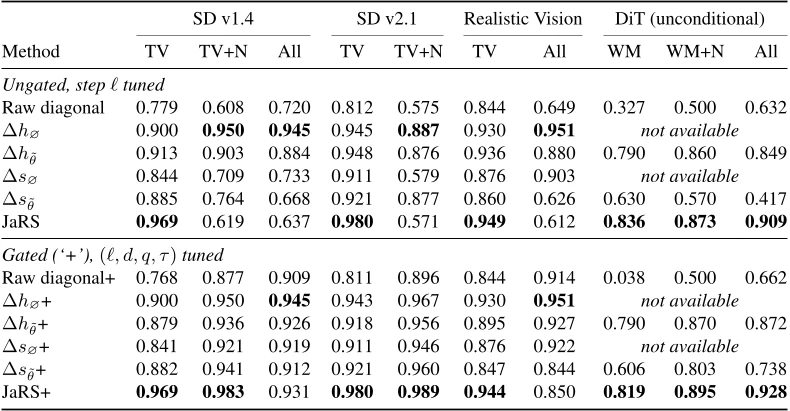 SD v1.4 SD v2.1 Realistic Vision DiT (unconditional)
Method TV TV+N All TV TV+N TV All WM WM+N All
Ungated, step ℓ tuned
Raw diagonal 0.779 0.608 0.720 0.812 0.575 0.844 0.649 0.327 0.500 0.632
Δh∅ 0.900 0.950 0.945 0.945 0.887 0.930 0.951 not available
Δhθ̃ 0.913 0.903 0.884 0.948 0.876 0.936 0.880 0.790 0.860 0.849
Δs∅ 0.844 0.709 0.733 0.911 0.579 0.876 0.903 not available
Δsθ̃ 0.885 0.764 0.668 0.921 0.877 0.860 0.626 0.630 0.570 0.417
JaRS 0.969 0.619 0.637 0.980 0.571 0.949 0.612 0.836 0.873 0.909
Gated (‘+’), (ℓ, d, q, τ) tuned
Raw diagonal+ 0.768 0.877 0.909 0.811 0.896 0.844 0.914 0.038 0.500 0.662
Δh∅+ 0.900 0.950 0.945 0.943 0.967 0.930 0.951 not available
Δhθ̃+ 0.879 0.936 0.926 0.918 0.956 0.895 0.927 0.790 0.870 0.872
Δs∅+ 0.841 0.921 0.919 0.911 0.946 0.876 0.922 not available
Δsθ̃+ 0.882 0.941 0.912 0.921 0.960 0.847 0.844 0.606 0.803 0.738
JaRS+ 0.969 0.983 0.931 0.980 0.989 0.944 0.850 0.819 0.895 0.928